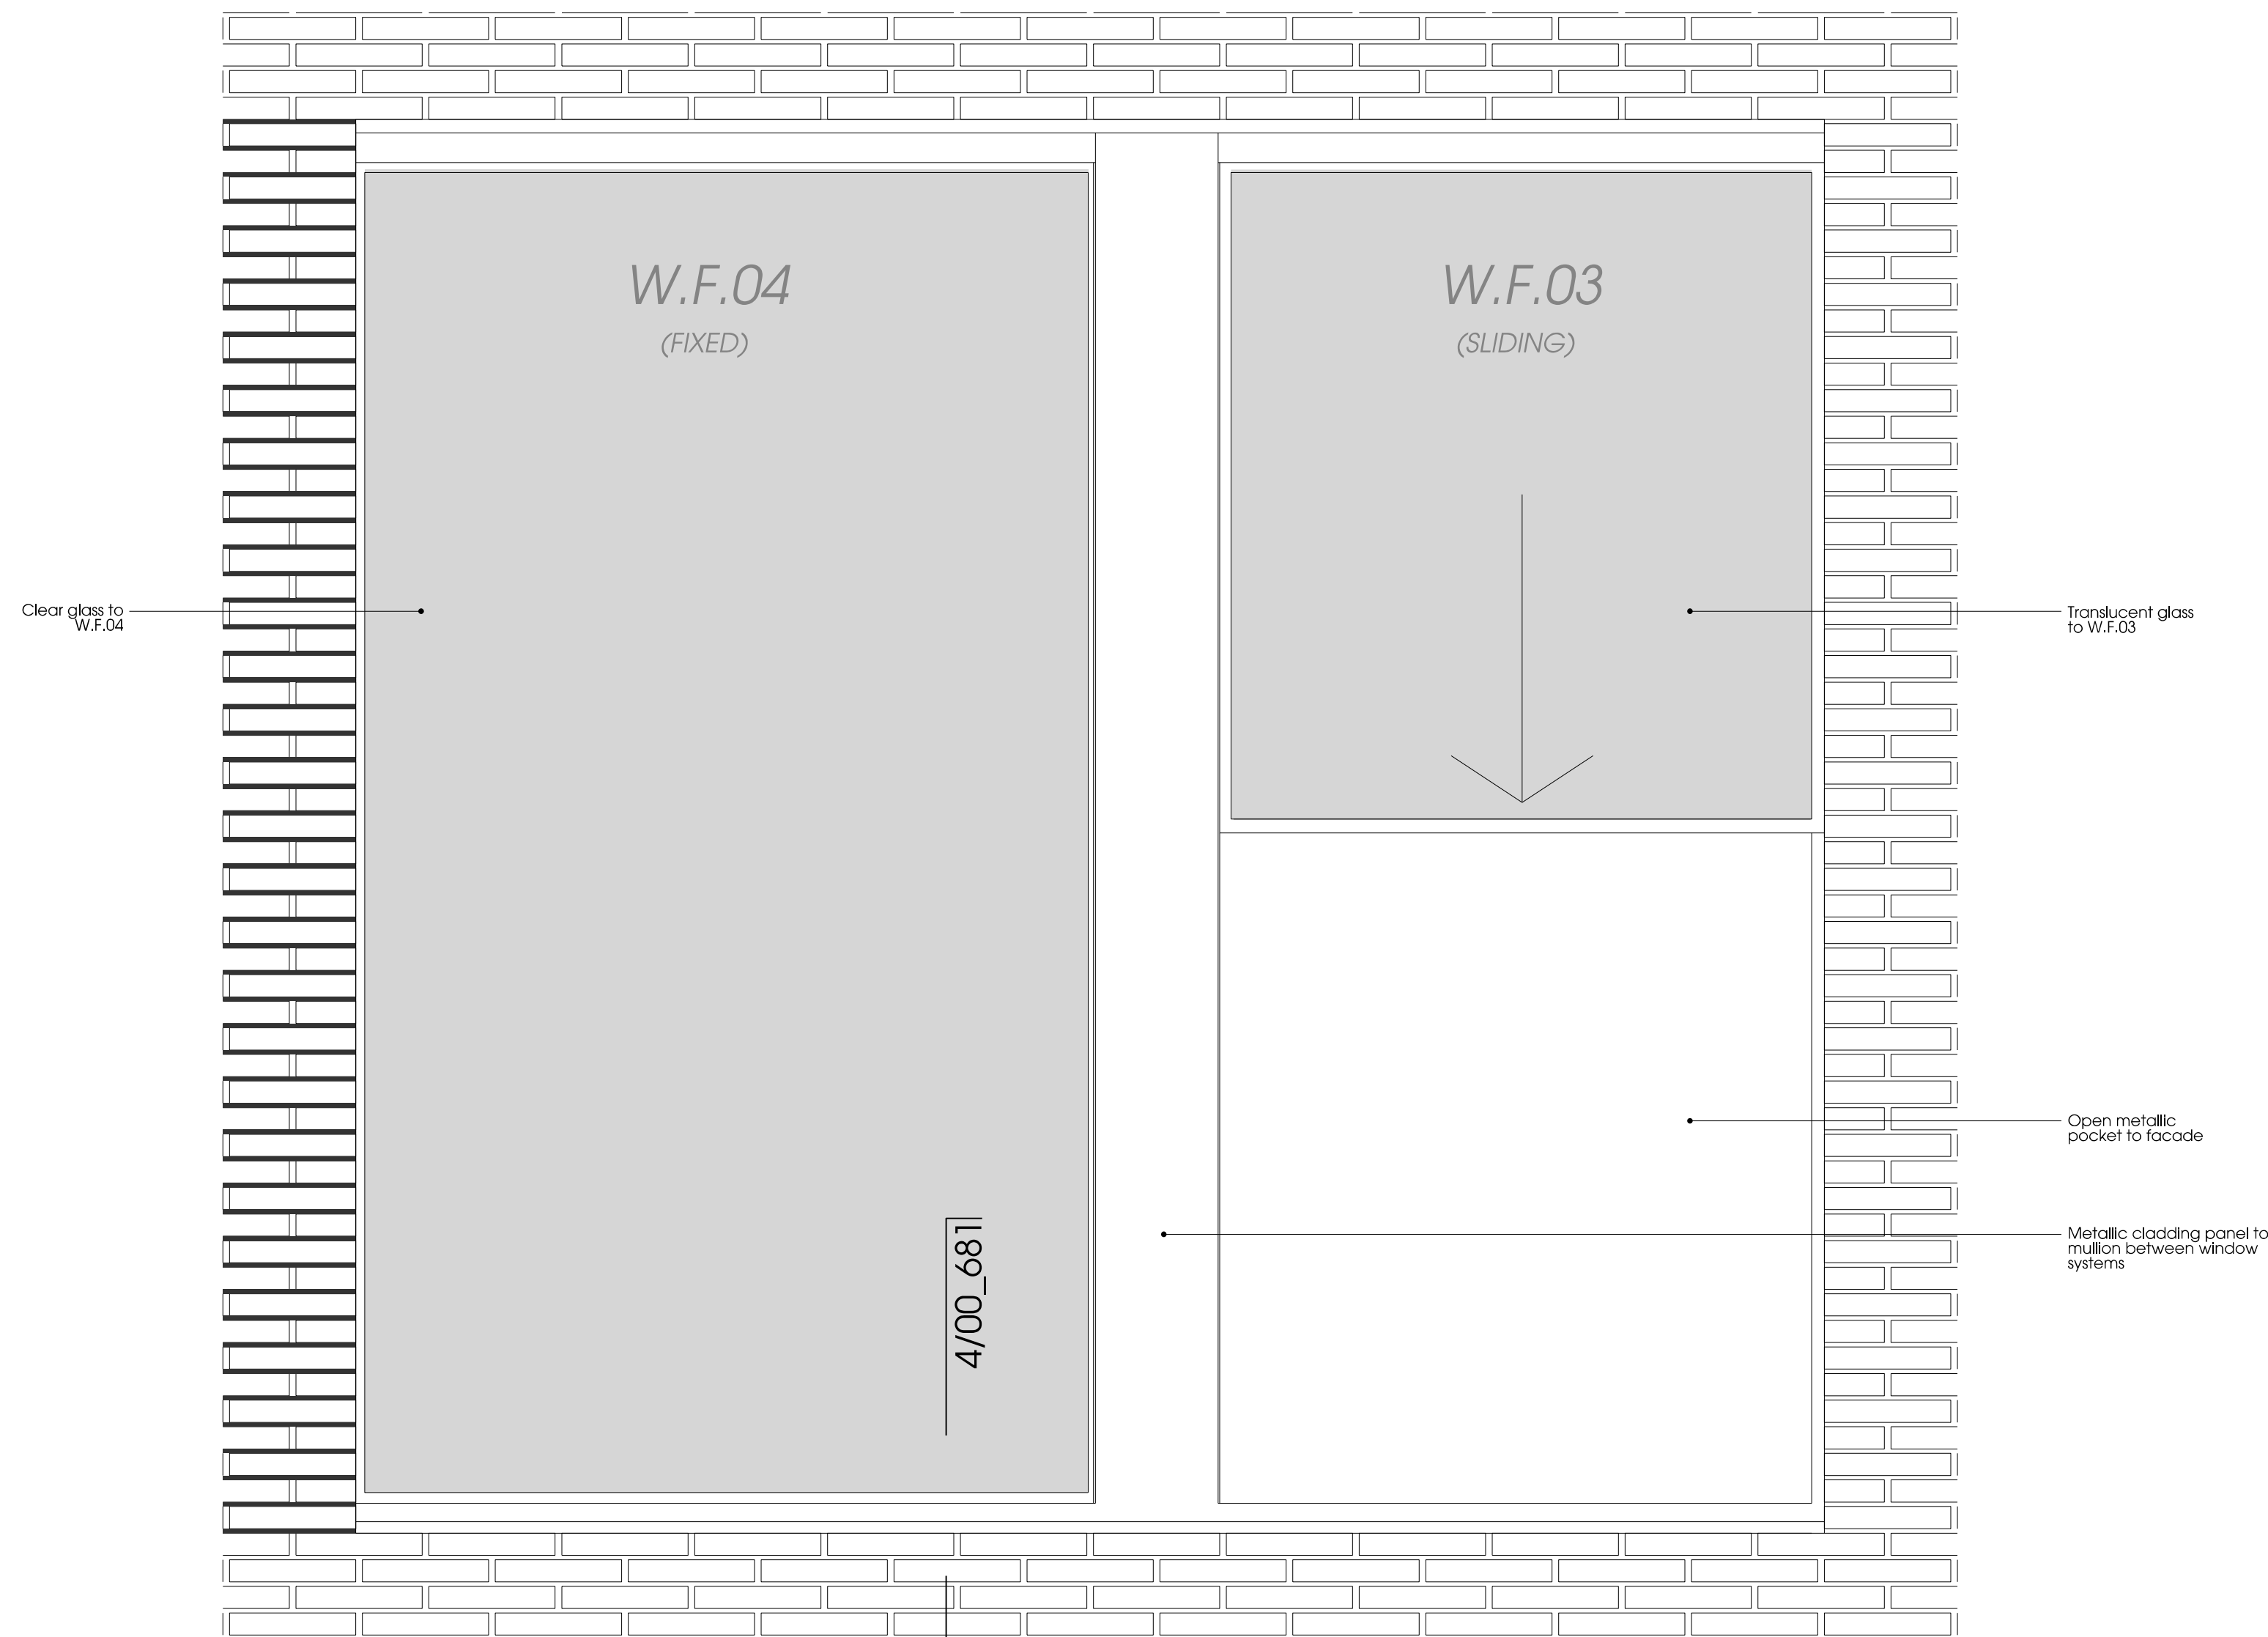 W.F.04
(FIXED)
W.F.03
(SLIDING)
Clear glass to
W.F.04
Translucent glass
to W.F.03
Open metallic
pocket to facade
Metallic cladding panel to
mullion between window
systems
4/00_681